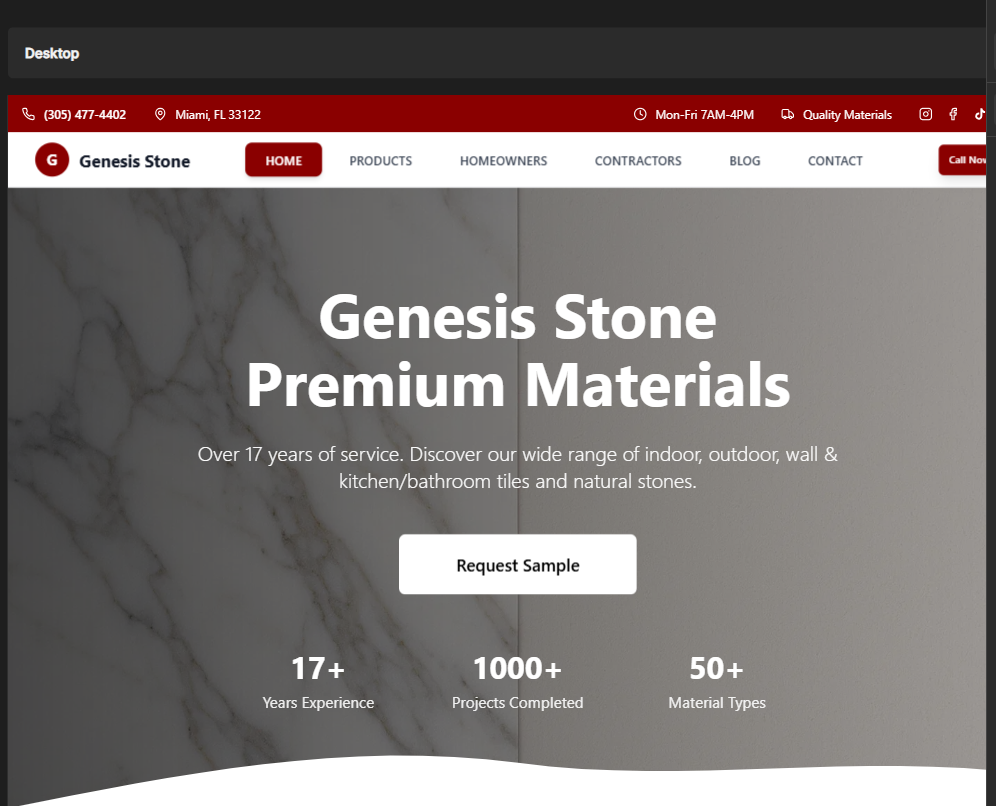 Desktop
(305) 477-4402 Miami, FL 33122 Mon-Fri 7AM-4PM Quality Materials
G Genesis Stone HOME PRODUCTS HOMEOWNERS CONTRACTORS BLOG CONTACT Call Now
Genesis Stone
Premium Materials
Over 17 years of service. Discover our wide range of indoor, outdoor, wall &
kitchen/bathroom tiles and natural stones.
Request Sample
17+ 1000+ 50+
Years Experience Projects Completed Material Types